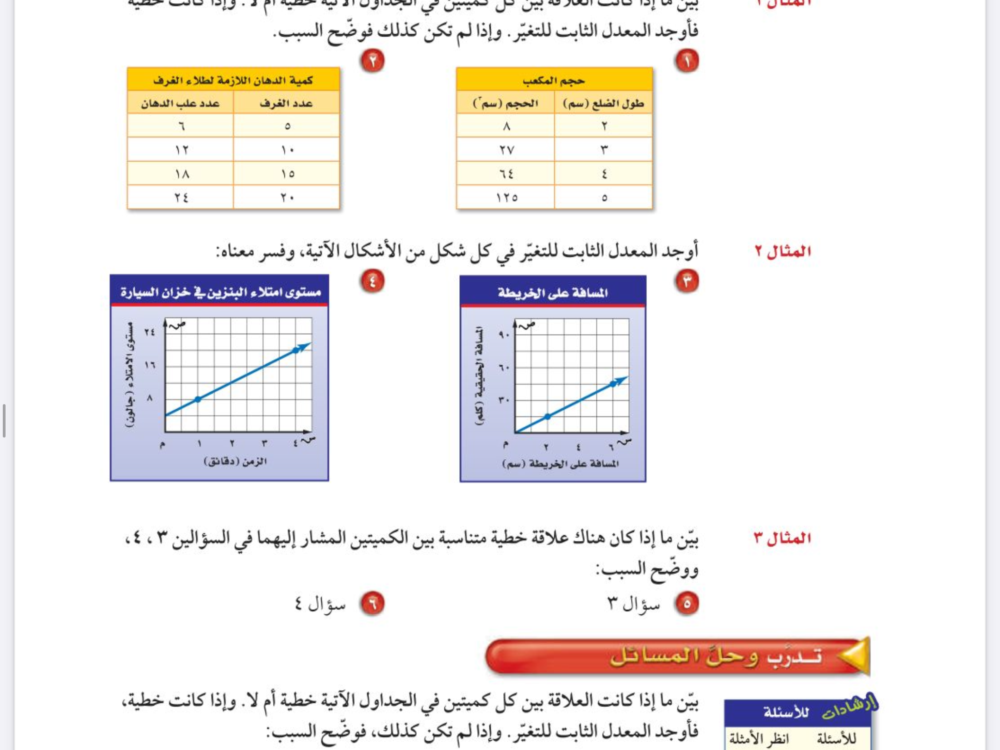 المثال ١
بيّن ما إذا كانت العلاقة بين كل كميتين في الجداول الآتية خطية أم لا. وإذا كانت خطية
فأوجد المعدل الثابت للتغيّر. وإذا لم تكن كذلك فوضّح السبب.
١
حجم المكعب
طول الضلع (سم) الحجم (سم٣)
٢ ٨
٣ ٢٧
٤ ٦٤
٥ ١٢٥
٢
كمية الدهان اللازمة لطلاء الغرف
عدد الغرف عدد علب الدهان
٥ ٦
١٠ ١٢
١٥ ١٨
٢٠ ٢٤
المثال ٢
أوجد المعدل الثابت للتغيّر في كل شكل من الأشكال الآتية، وفسر معناه:
٣
المسافة على الخريطة
ص
المسافة الحقيقية (كلم)
٩٠
٦٠
٣٠
م ٢ ٤ ٦ س
المسافة على الخريطة (سم)
٤
مستوى امتلاء البنزين في خزان السيارة
ص
مستوى الامتلاء (جالون)
٢٤
١٦
٨
م ١ ٢ ٣ ٤ س
الزمن (دقائق)
المثال ٣
بيّن ما إذا كان هناك علاقة خطية متناسبة بين الكميتين المشار إليهما في السؤالين ٣ ، ٤،
ووضّح السبب:
٥ سؤال ٣
٦ سؤال ٤
تـدرَّب وحلَّ المسائل
بيّن ما إذا كانت العلاقة بين كل كميتين في الجداول الآتية خطية أم لا. وإذا كانت خطية،
فأوجد المعدل الثابت للتغيّر. وإذا لم تكن كذلك، فوضّح السبب:
إرشادات للأسئلة
للأسئلة انظر الأمثلة